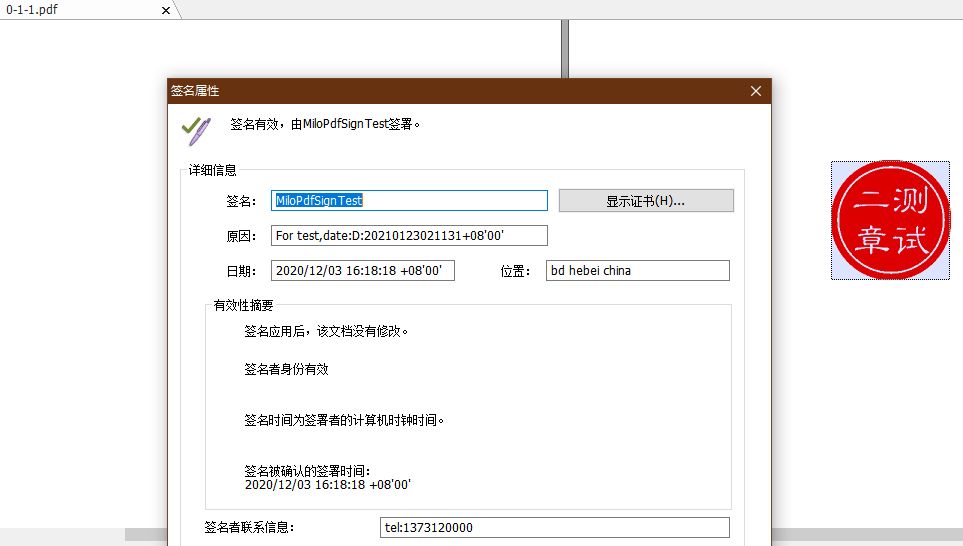 0-1-1.pdf
签名属性
签名有效，由MiloPdfSignTest签署。
详细信息
签名: MiloPdfSignTest 显示证书(H)...
原因: For test,date:D:20210123021131+08'00'
日期: 2020/12/03 16:18:18 +08'00' 位置: bd hebei china
有效性摘要
签名应用后，该文档没有修改。
签名者身份有效
签名时间为签署者的计算机时钟时间。
签名被确认的签署时间:
2020/12/03 16:18:18 +08'00'
签名者联系信息: tel:1373120000
二测
章试